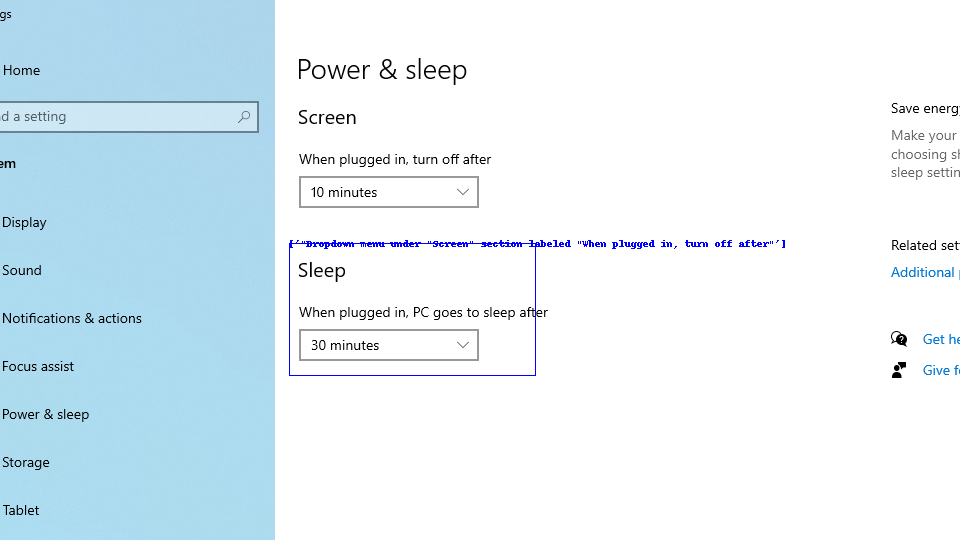 gs
Home
d a setting
em
Display
Sound
Notifications & actions
Focus assist
Power & sleep
Storage
Tablet
Power & sleep
Screen
When plugged in, turn off after
10 minutes
['"Dropdown menu under "Screen" section labeled "When plugged in, turn off after"']
Sleep
When plugged in, PC goes to sleep after
30 minutes
Save energy
Make your
choosing sh
sleep settin
Related set
Additional p
Get he
Give f